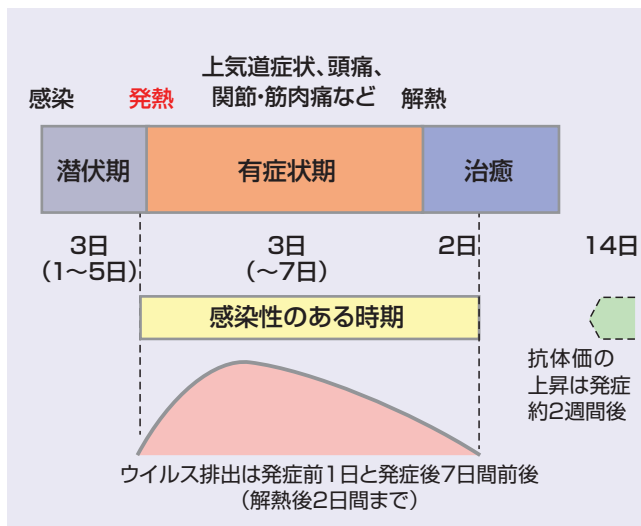 上気道症状、頭痛、
関節・筋肉痛など
感染
発熱
解熱
潜伏期
有症状期
治癒
3日
(1〜5日)
3日
(〜7日)
2日
14日
感染性のある時期
抗体価の
上昇は発症
約2週間後
ウイルス排出は発症前1日と発症後7日間前後
(解熱後2日間まで)